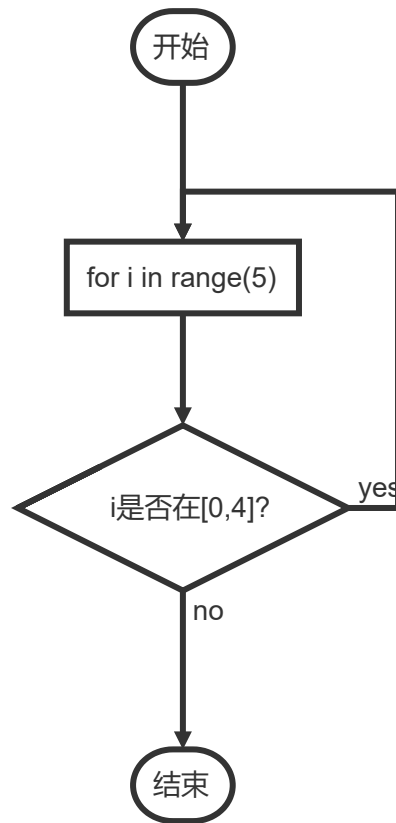 开始
for i in range(5)
i是否在[0,4]?
yes
no
结束